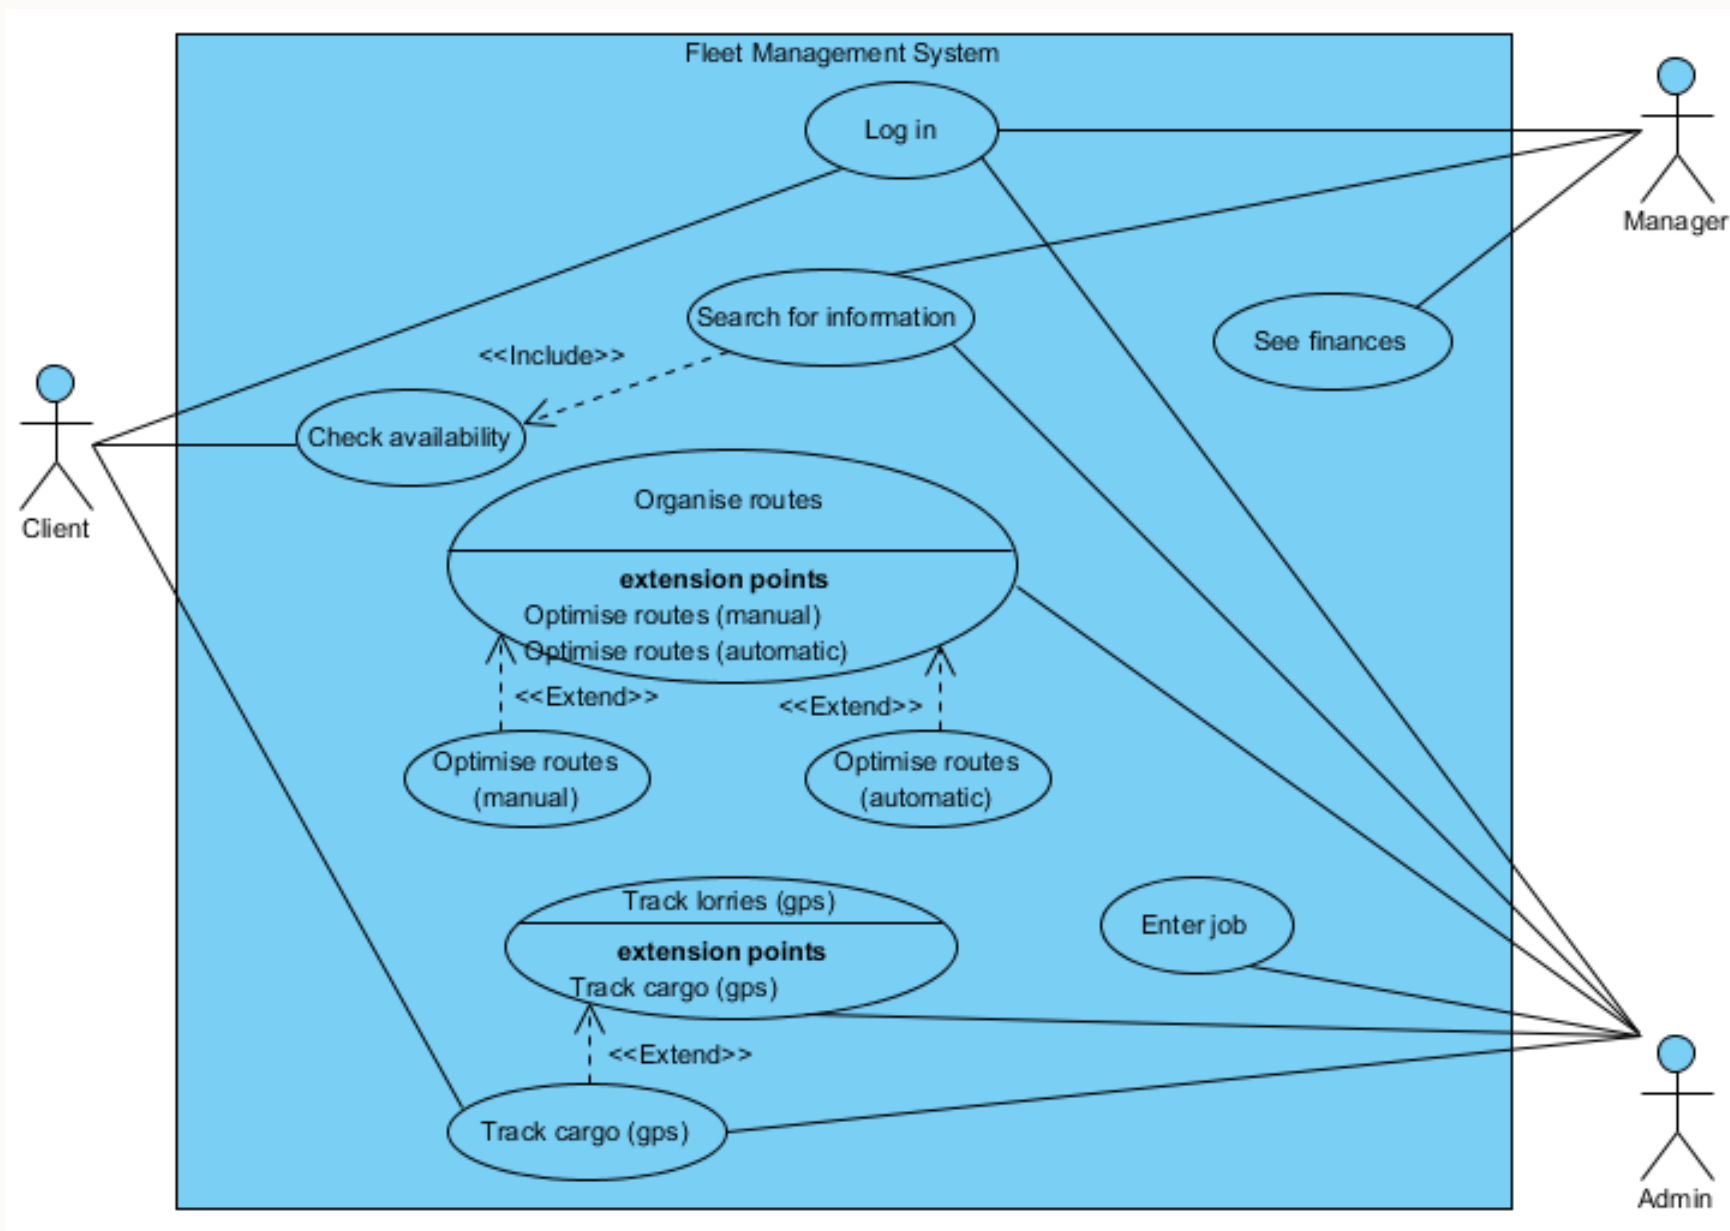 Fleet Management System
Log in
Manager
Search for information
See finances
<<Include>>
Check availability
Client
Organise routes
extension points
Optimise routes (manual)
Optimise routes (automatic)
<<Extend>>
<<Extend>>
Optimise routes
(manual)
Optimise routes
(automatic)
Track lorries (gps)
extension points
Track cargo (gps)
Enter job
<<Extend>>
Track cargo (gps)
Admin